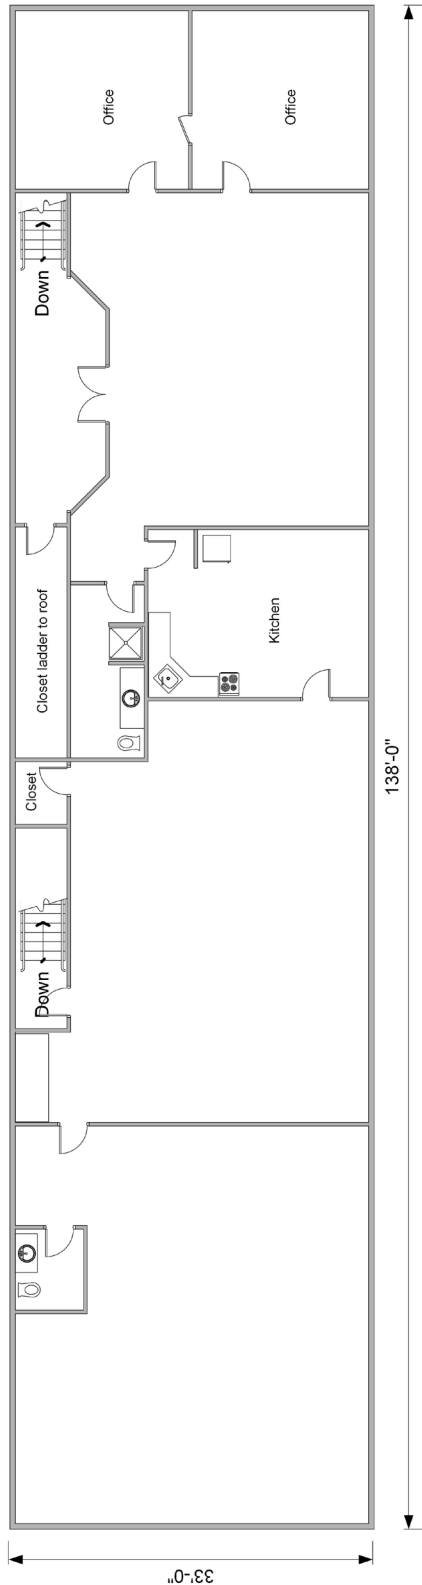 Office
Office
Down
Closet ladder to roof
Kitchen
Closet
138'-0"
Down
33'-0"